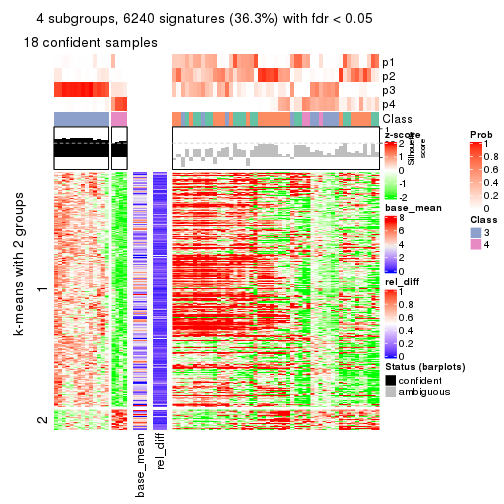 4 subgroups, 6240 signatures (36.3%) with fdr < 0.05
18 confident samples
p1
p2
p3
p4
Class
1
Silhouette
score
k-means with 2 groups
1
2
base_mean
rel_diff
z-score
2
1
0
-1
-2
base_mean
8
6
4
2
0
rel_diff
1
0.8
0.6
0.4
0.2
0
Status (barplots)
confident
ambiguous
Prob
1
0.8
0.6
0.4
0.2
0
Class
3
4